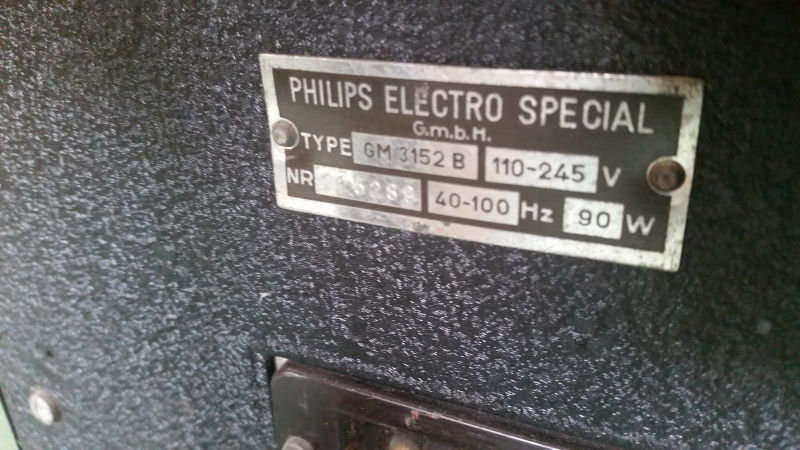 PHILIPS ELECTRO SPECIAL
G.m.b.H.
TYPE GM 3152 B 110-245 V
NR 40-100 Hz 90 W